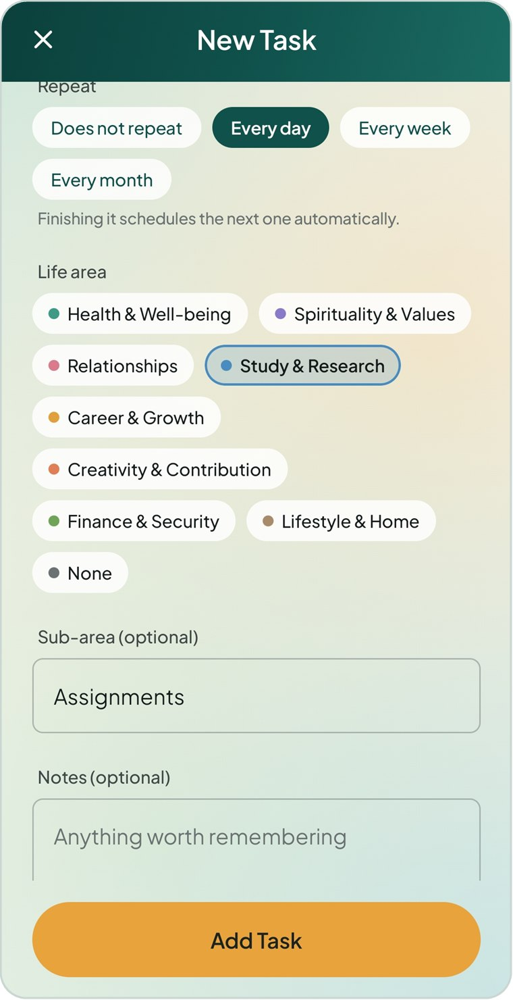 New Task
Repeat
Does not repeat
Every day
Every week
Every month
Finishing it schedules the next one automatically.
Life area
Health & Well-being
Spirituality & Values
Relationships
Study & Research
Career & Growth
Creativity & Contribution
Finance & Security
Lifestyle & Home
None
Sub-area (optional)
Assignments
Notes (optional)
Anything worth remembering
Add Task